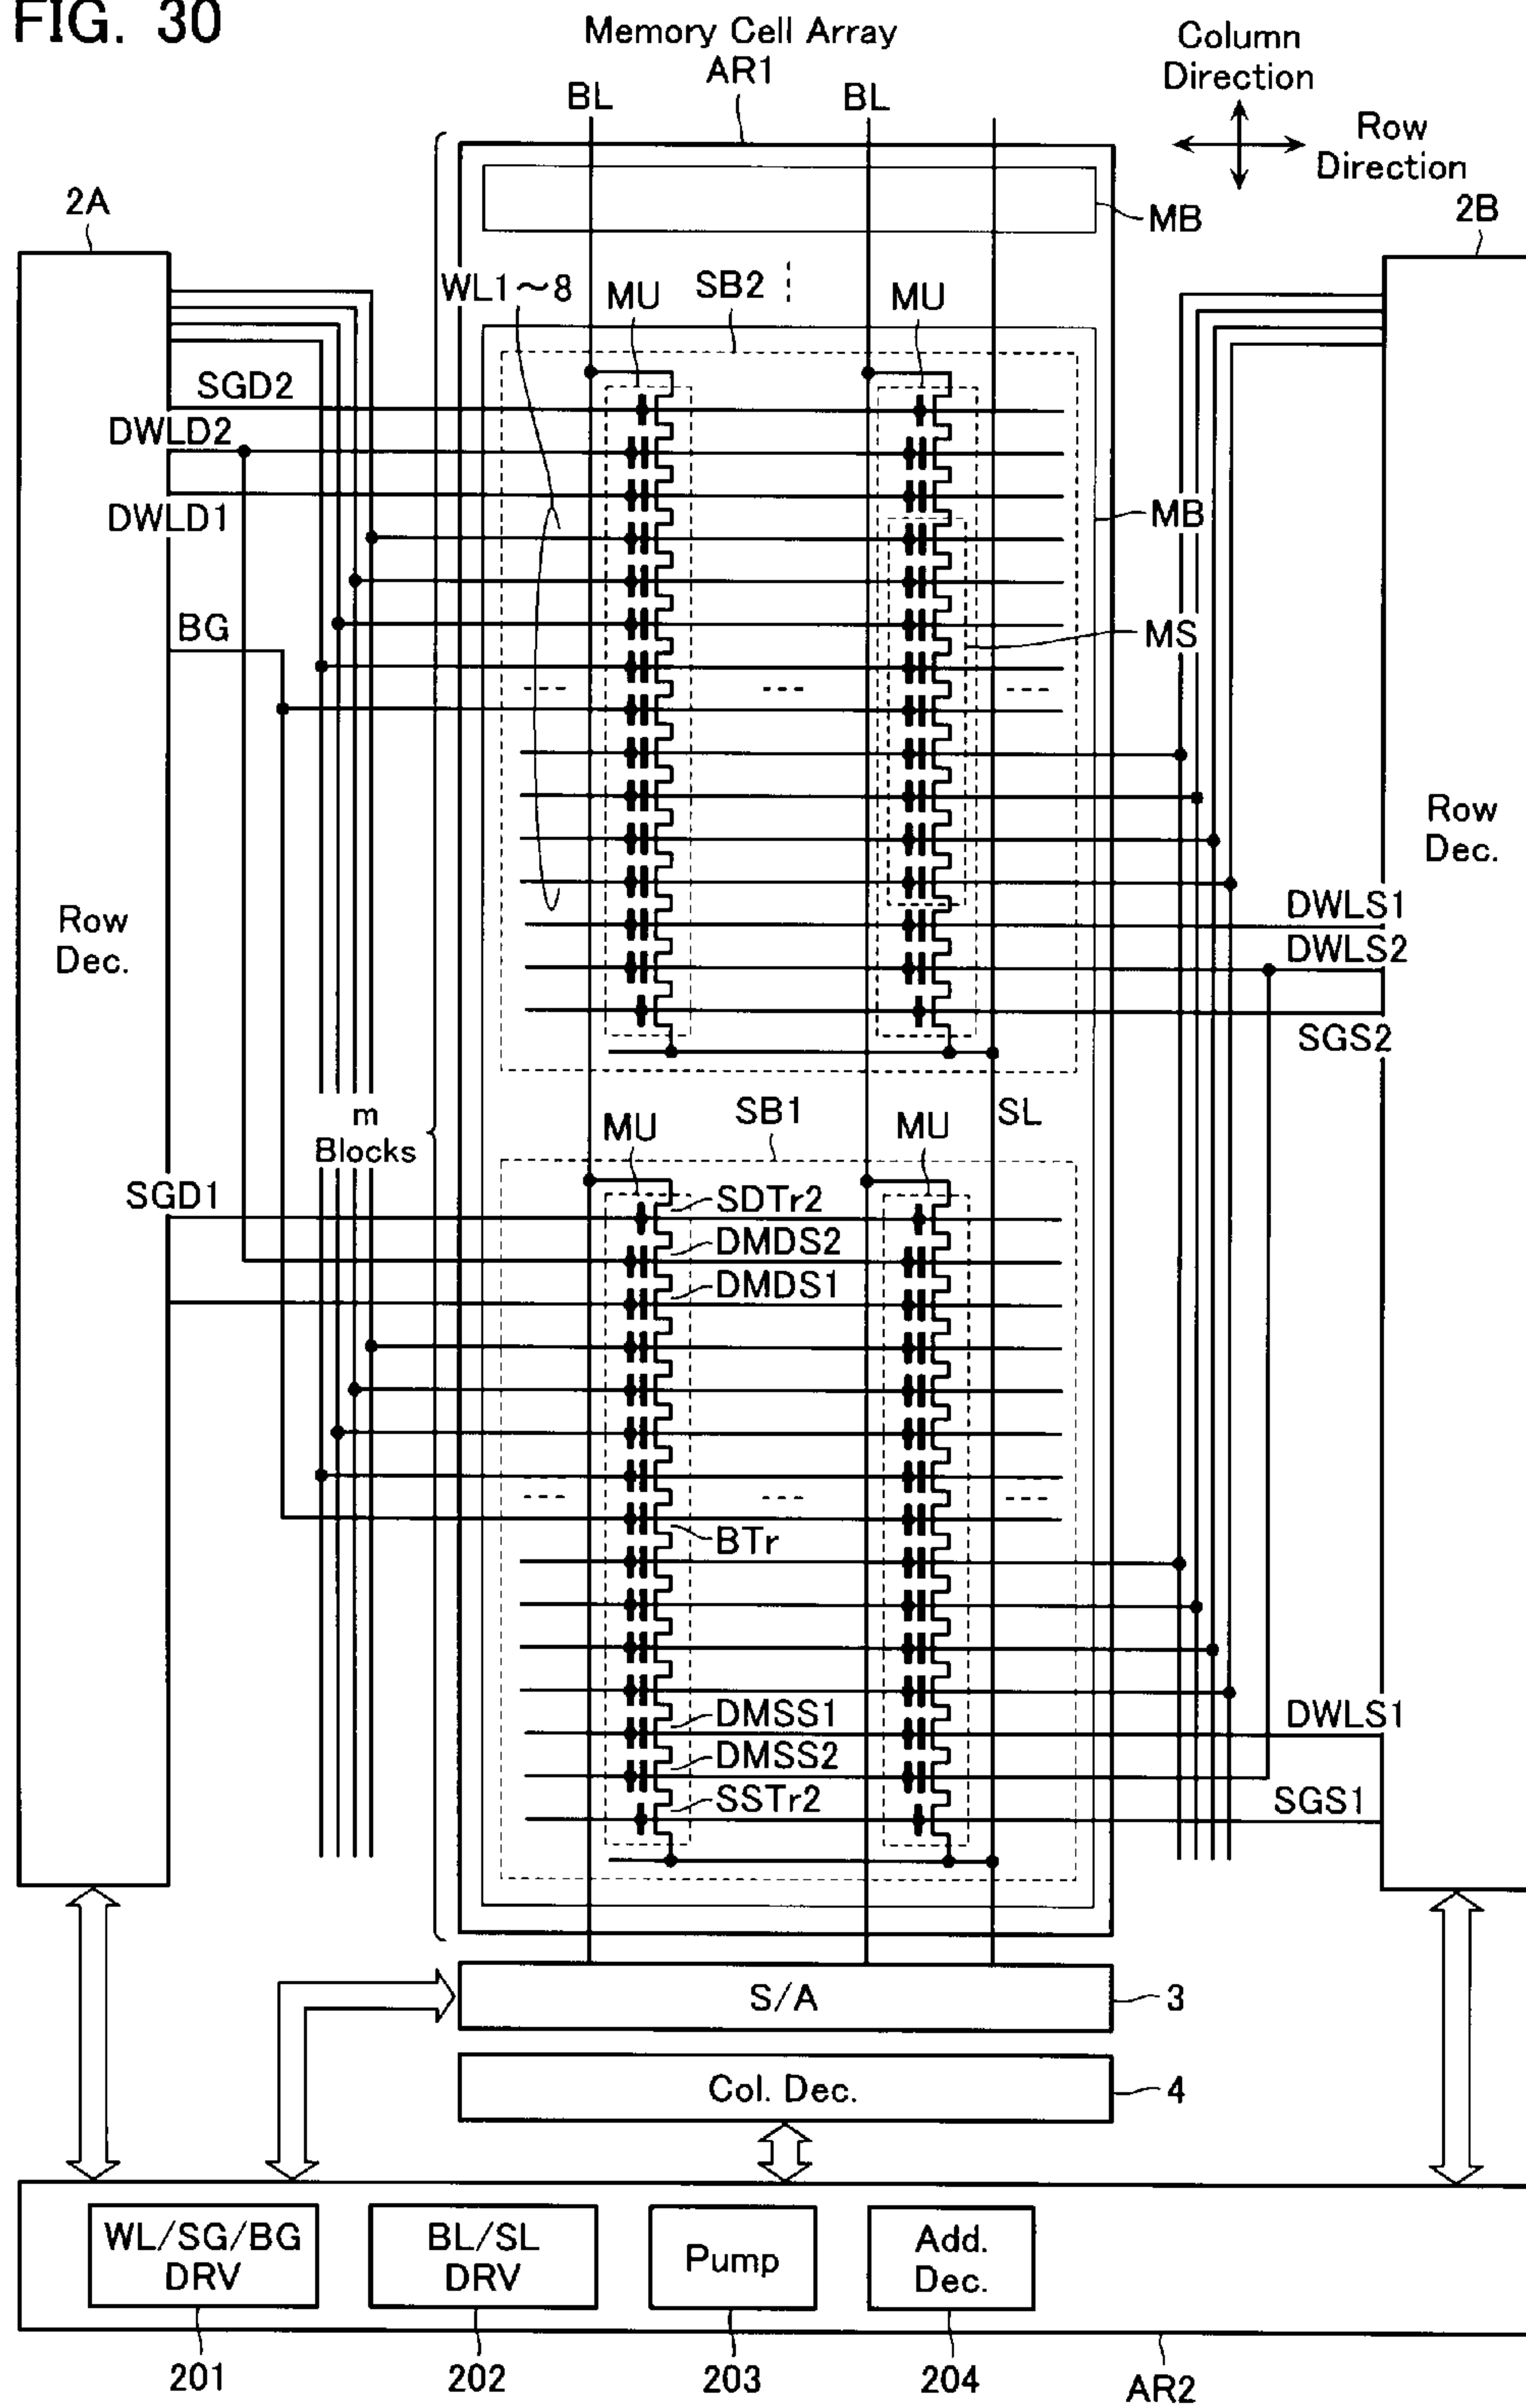 FIG. 30
Memory Cell Array
AR1
Column
Direction
Row
Direction
BL
BL
2A
MB
2B
WL1~8
MU
SB2
MU
SGD2
DWLD2
DWLD1
MB
BG
MS
Row
Dec.
Row
Dec.
DWLS1
DWLS2
SGS2
m
Blocks
MU
SB1
MU
SL
SGD1
SDTr2
DMDS2
DMDS1
BTr
DMSS1
DWLS1
DMSS2
SSTr2
SGS1
S/A
3
Col. Dec.
4
WL/SG/BG
DRV
BL/SL
DRV
Pump
Add.
Dec.
201
202
203
204
AR2